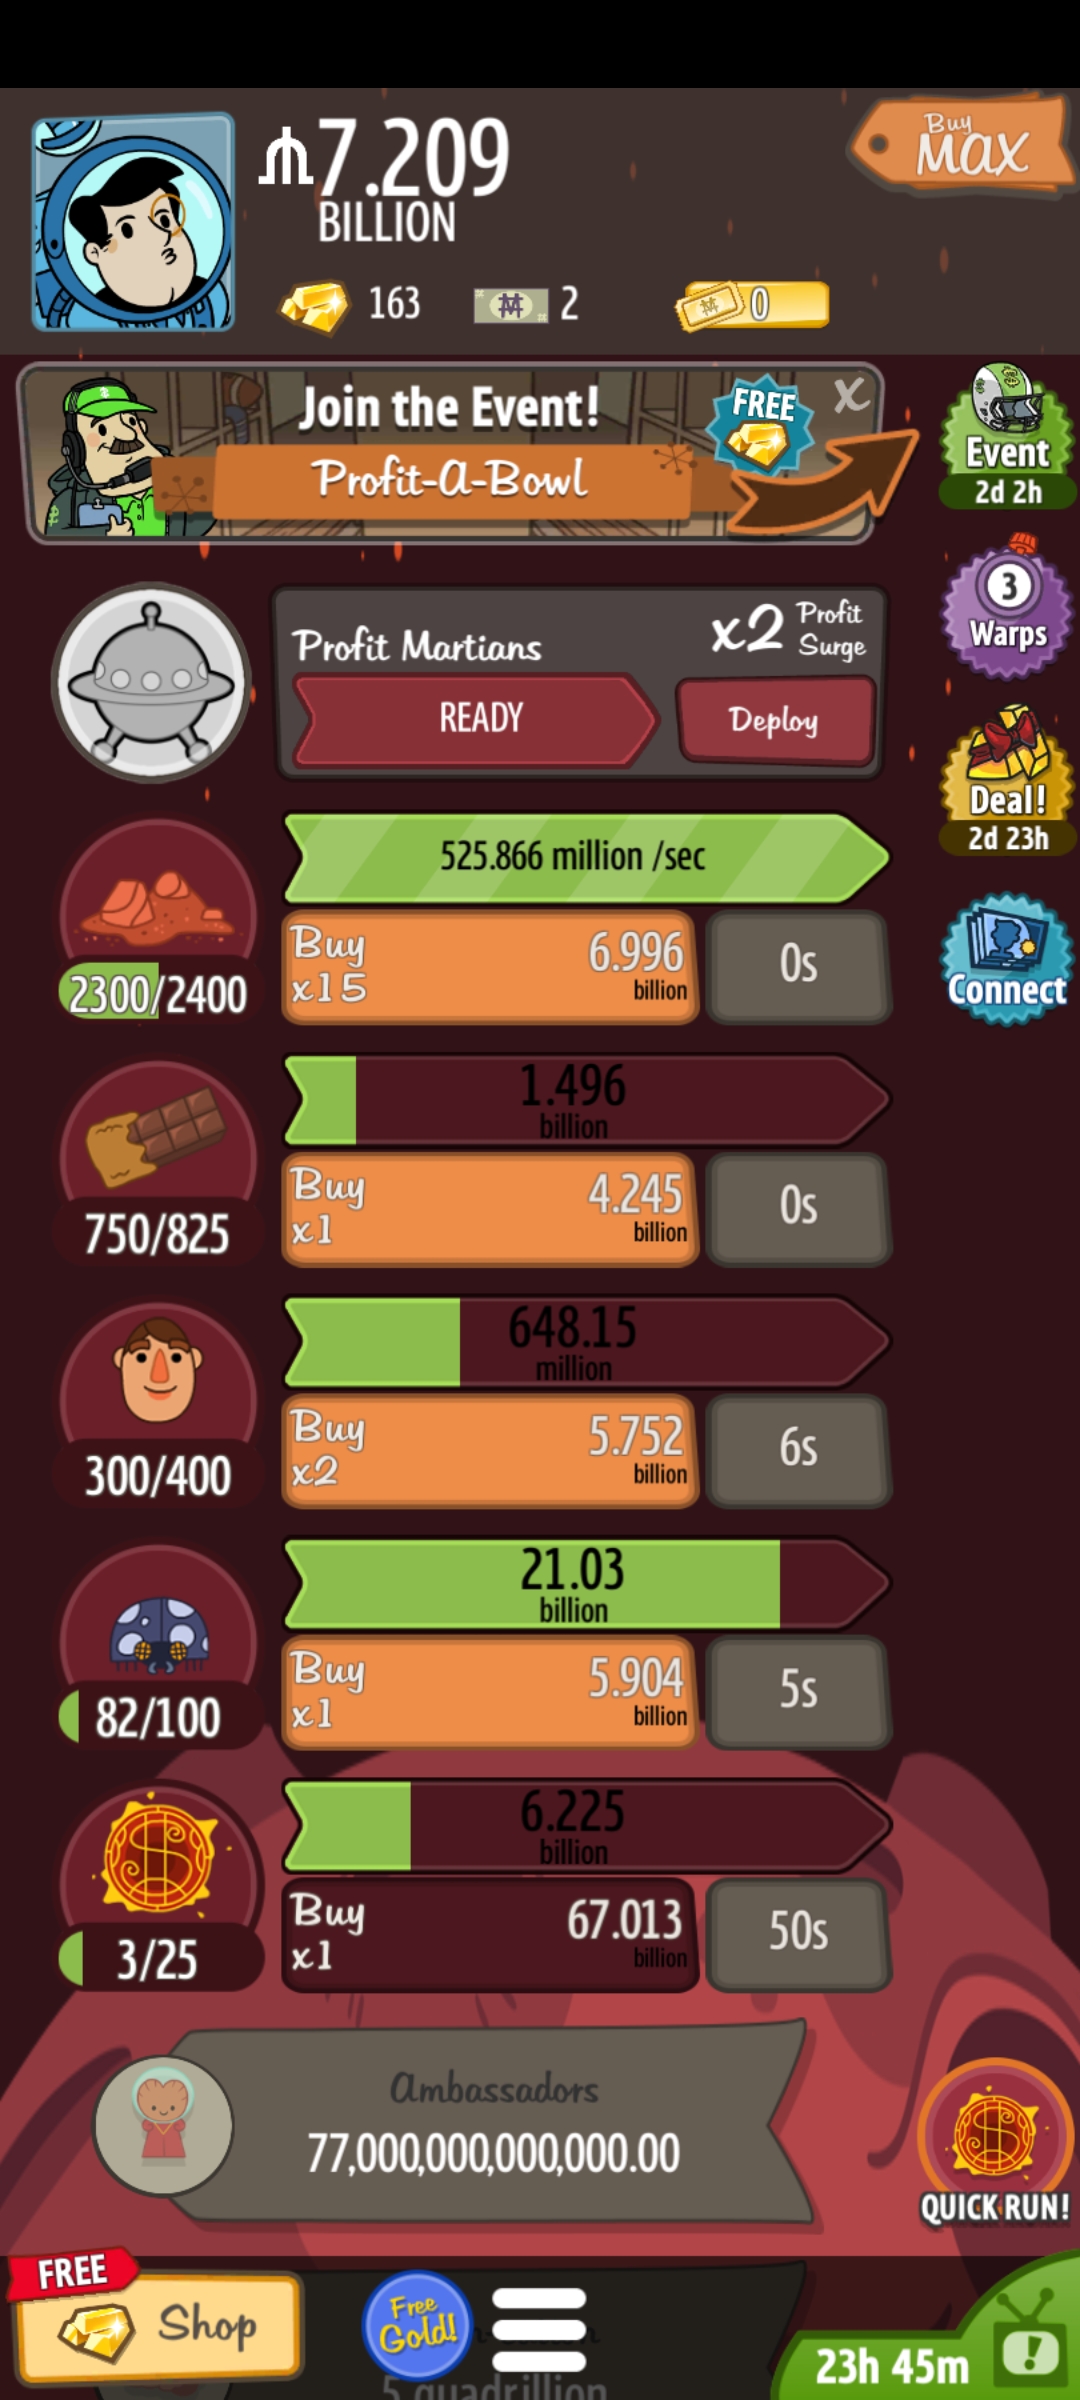 7.209
BILLION
Buy
MAX
163
2
0
Join the Event!
Profit-A-Bowl
FREE
X
Event
2d 2h
3
Warps
Profit Martians
x2 Profit
Surge
READY
Deploy
Deal!
2d 23h
525.866 million /sec
Buy
x15
6.996
billion
0s
2300/2400
Connect
1.496
billion
Buy
x1
4.245
billion
0s
750/825
648.15
million
Buy
x2
5.752
billion
6s
300/400
21.03
billion
Buy
x1
5.904
billion
5s
82/100
6.225
billion
Buy
x1
67.013
billion
50s
3/25
Ambassadors
77,000,000,000,000.00
QUICK RUN!
FREE
Shop
Free
Gold!
5 quadrillion
23h 45m